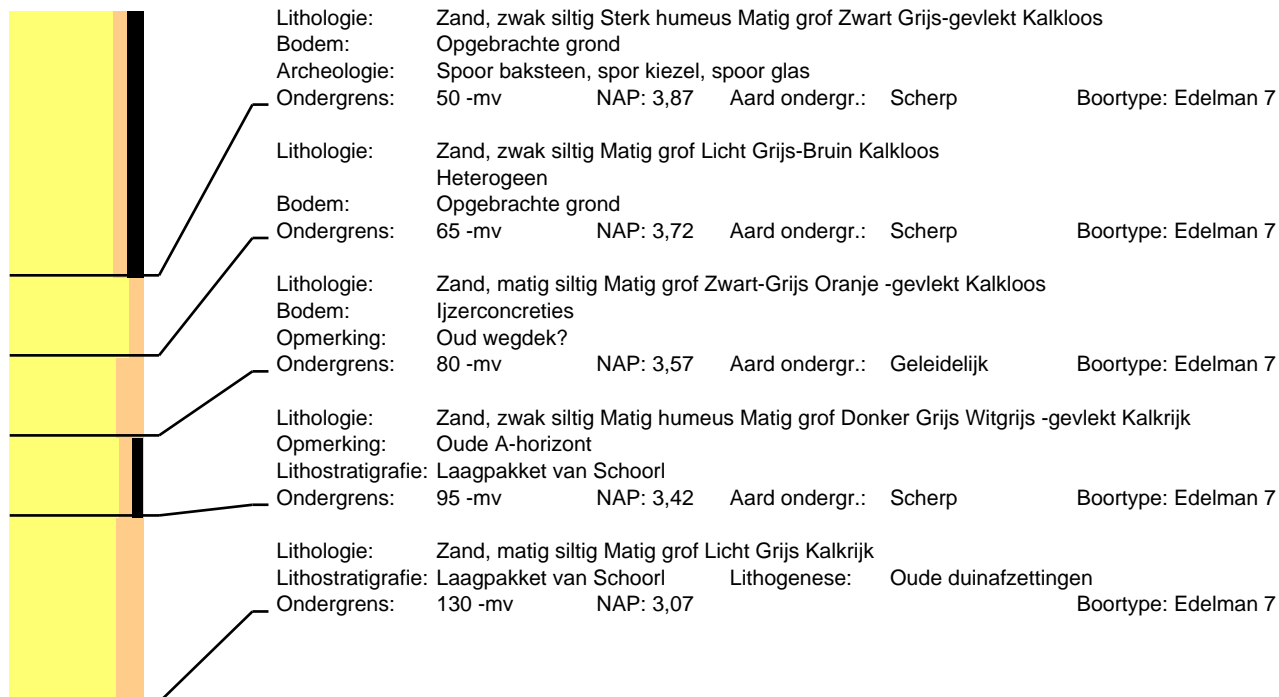 Lithologie: Zand, zwak siltig Sterk humeus Matig grof Zwart Grijs-gevlekt Kalkloos
Bodem: Opgebrachte grond
Archeologie: Spoor baksteen, spor kiezel, spoor glas
Ondergrens: 50 -mv NAP: 3,87 Aard ondergr.: Scherp Boortype: Edelman 7
Lithologie: Zand, zwak siltig Matig grof Licht Grijs-Bruin Kalkloos
Heterogeen
Bodem: Opgebrachte grond
Ondergrens: 65 -mv NAP: 3,72 Aard ondergr.: Scherp Boortype: Edelman 7
Lithologie: Zand, matig siltig Matig grof Zwart-Grijs Oranje -gevlekt Kalkloos
Bodem: Ijzerconcreties
Opmerking: Oud wegdek?
Ondergrens: 80 -mv NAP: 3,57 Aard ondergr.: Geleidelijk Boortype: Edelman 7
Lithologie: Zand, zwak siltig Matig humeus Matig grof Donker Grijs Witgrijs -gevlekt Kalkrijk
Opmerking: Oude A-horizont
Lithostratigrafie: Laagpakket van Schoorl
Ondergrens: 95 -mv NAP: 3,42 Aard ondergr.: Scherp Boortype: Edelman 7
Lithologie: Zand, matig siltig Matig grof Licht Grijs Kalkrijk
Lithostratigrafie: Laagpakket van Schoorl Lithogenese: Oude duinafzettingen
Ondergrens: 130 -mv NAP: 3,07 Boortype: Edelman 7